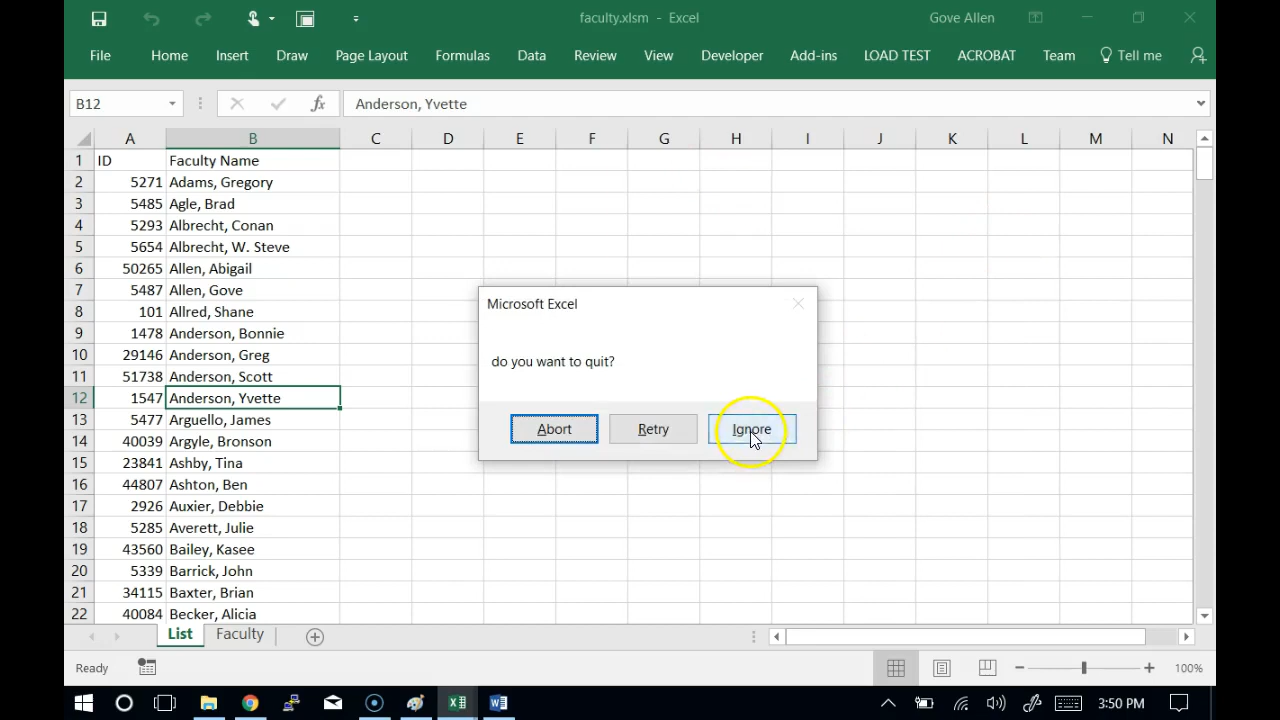 faculty.xlsm - Excel
Gove Allen
File Home Insert Draw Page Layout Formulas Data Review View Developer Add-ins LOAD TEST ACROBAT Team Tell me
B12 fx Anderson, Yvette
A B C D E F G H I J K L M N
1 ID Faculty Name
2 5271 Adams, Gregory
3 5485 Agle, Brad
4 5293 Albrecht, Conan
5 5654 Albrecht, W. Steve
6 50265 Allen, Abigail
7 5487 Allen, Gove
8 101 Allred, Shane
9 1478 Anderson, Bonnie
10 29146 Anderson, Greg
11 51738 Anderson, Scott
12 1547 Anderson, Yvette
13 5477 Arguello, James
14 40039 Argyle, Bronson
15 23841 Ashby, Tina
16 44807 Ashton, Ben
17 2926 Auxier, Debbie
18 5285 Averett, Julie
19 43560 Bailey, Kasee
20 5339 Barrick, John
21 34115 Baxter, Brian
22 40084 Becker, Alicia
Microsoft Excel
do you want to quit?
Abort Retry Ignore
List Faculty
Ready 100%
3:50 PM